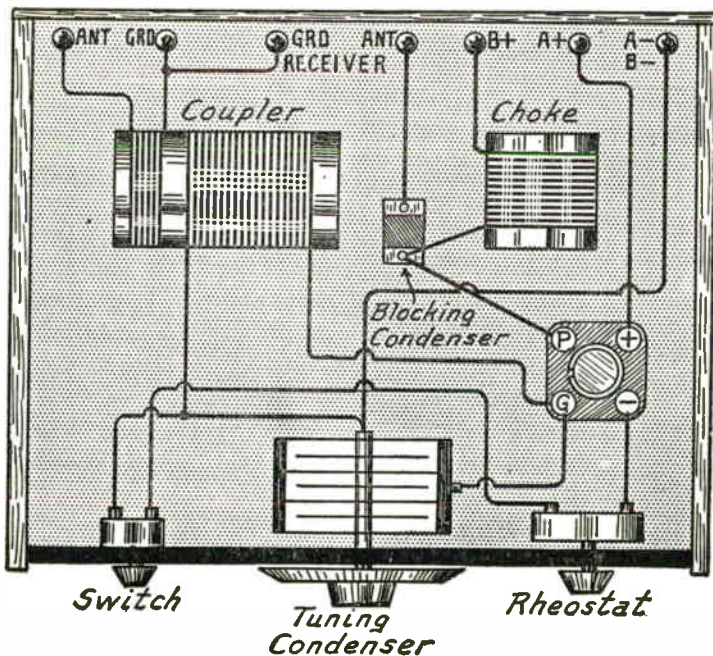 ANT GRD GRD ANT B+ A+ A-
RECEIVER B-
Coupler Choke
Blocking
Condenser
P +
G -
Switch Rheostat
Tuning
Condenser